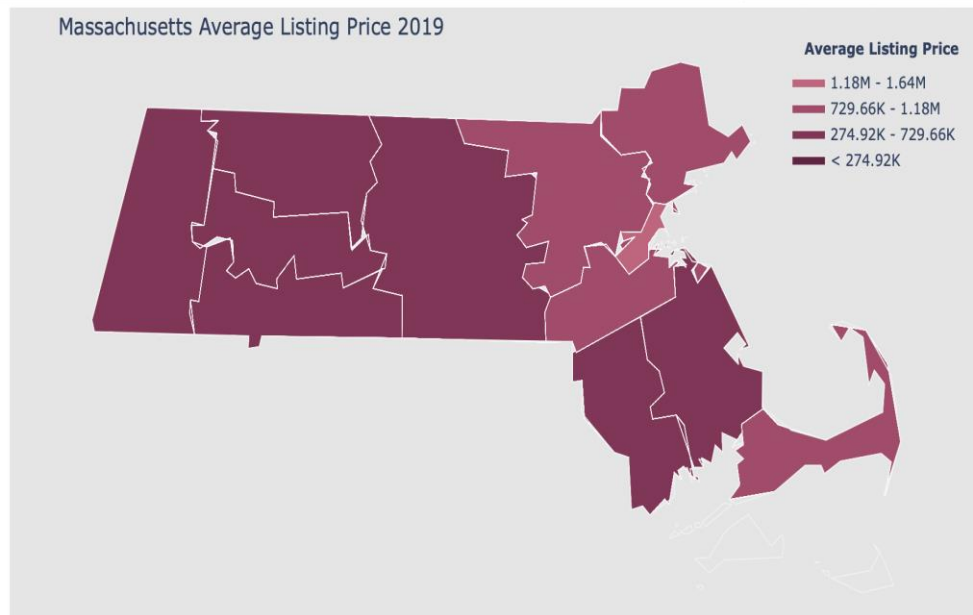 Massachusetts Average Listing Price 2019
Average Listing Price
1.18M - 1.64M
729.66K - 1.18M
274.92K - 729.66K
< 274.92K